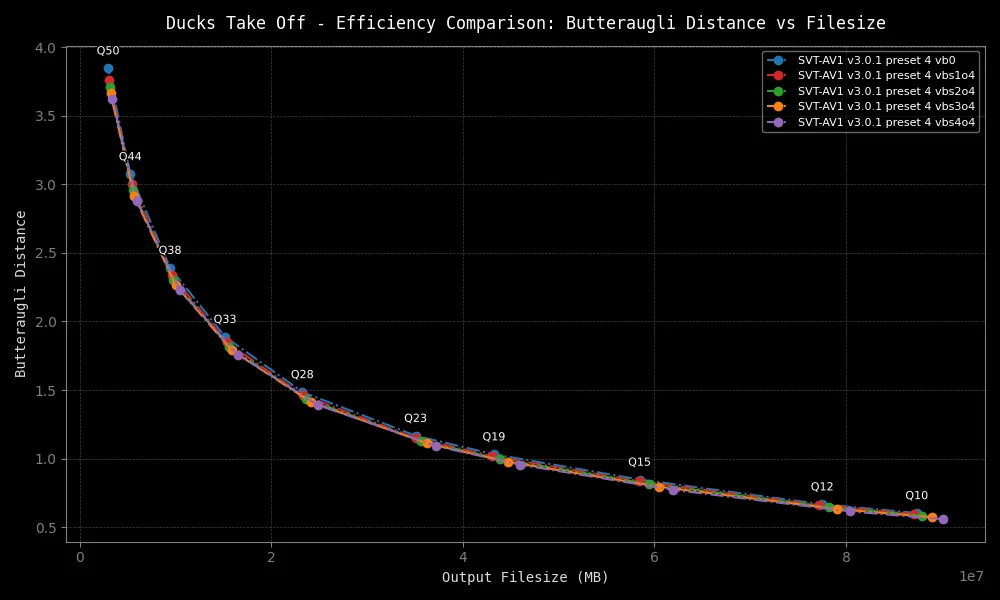 Ducks Take Off - Efficiency Comparison: Butteraugli Distance vs Filesize
Q50
Q44
Q38
Q33
Q28
Q23
Q19
Q15
Q12
Q10
SVT-AV1 v3.0.1 preset 4 vb0
SVT-AV1 v3.0.1 preset 4 vbs1o4
SVT-AV1 v3.0.1 preset 4 vbs2o4
SVT-AV1 v3.0.1 preset 4 vbs3o4
SVT-AV1 v3.0.1 preset 4 vbs4o4
Butteraugli Distance
4.0
3.5
3.0
2.5
2.0
1.5
1.0
0.5
0
2
4
6
8
1e7
Output Filesize (MB)